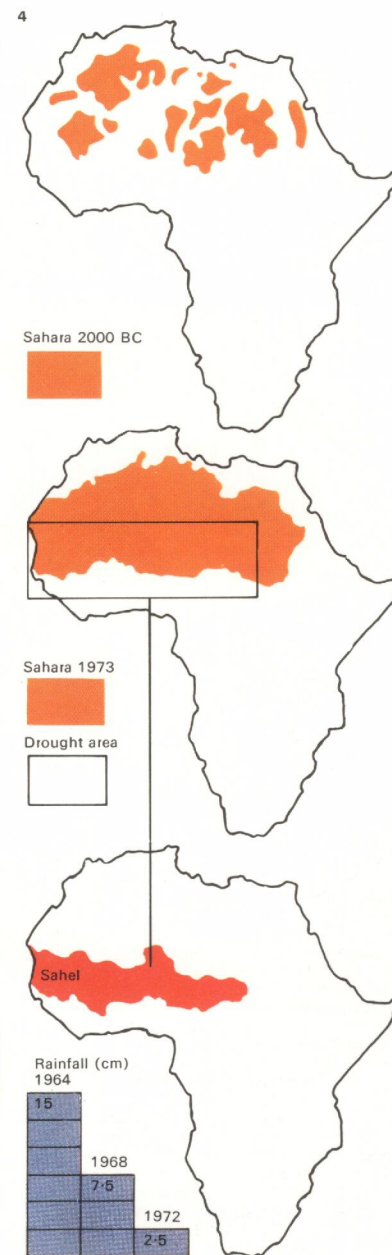 4
Sahara 2000 BC
Sahara 1973
Drought area
Sahel
Rainfall (cm)
1964
15
1968
7·5
1972
2·5